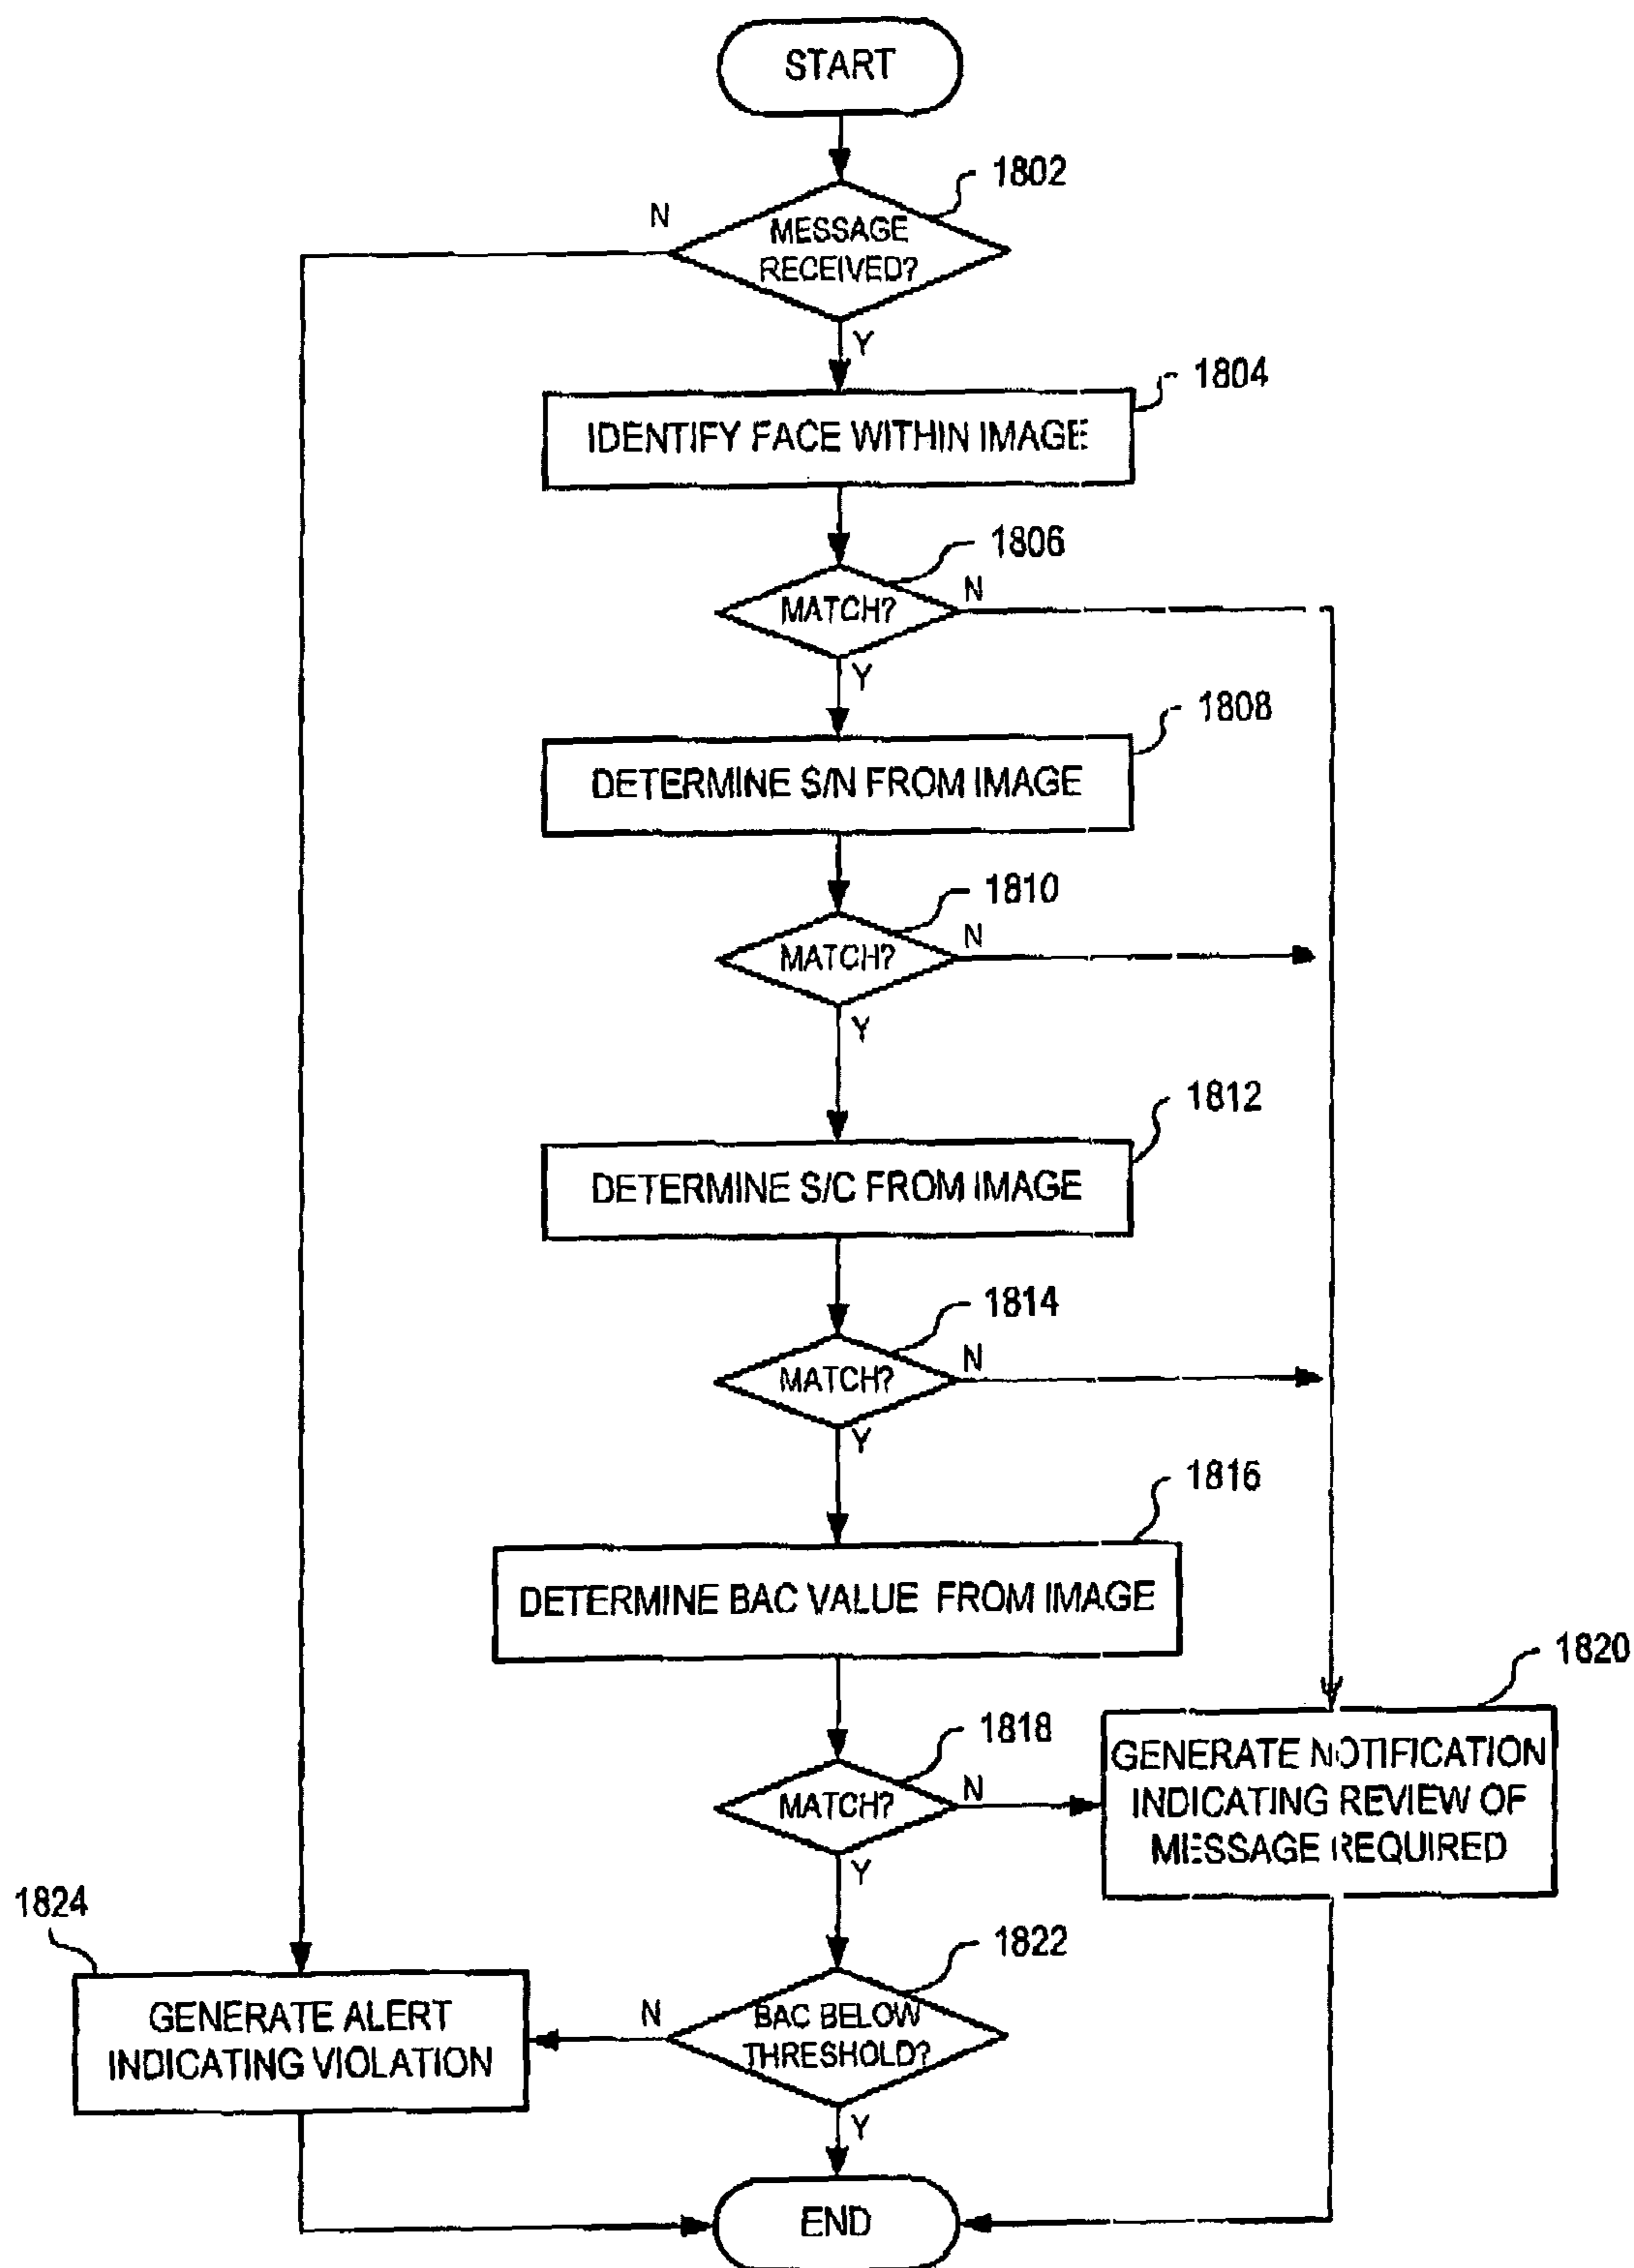 START
1802
N
MESSAGE
RECEIVED?
Y
1804
IDENTIFY FACE WITHIN IMAGE
1806
MATCH?
N
Y
1808
DETERMINE S/N FROM IMAGE
1810
MATCH?
N
Y
1812
DETERMINE S/C FROM IMAGE
1814
MATCH?
N
Y
1816
DETERMINE BAC VALUE FROM IMAGE
1818
MATCH?
N
Y
1820
GENERATE NOTIFICATION
INDICATING REVIEW OF
MESSAGE REQUIRED
1822
BAC BELOW
THRESHOLD?
N
Y
1824
GENERATE ALERT
INDICATING VIOLATION
END